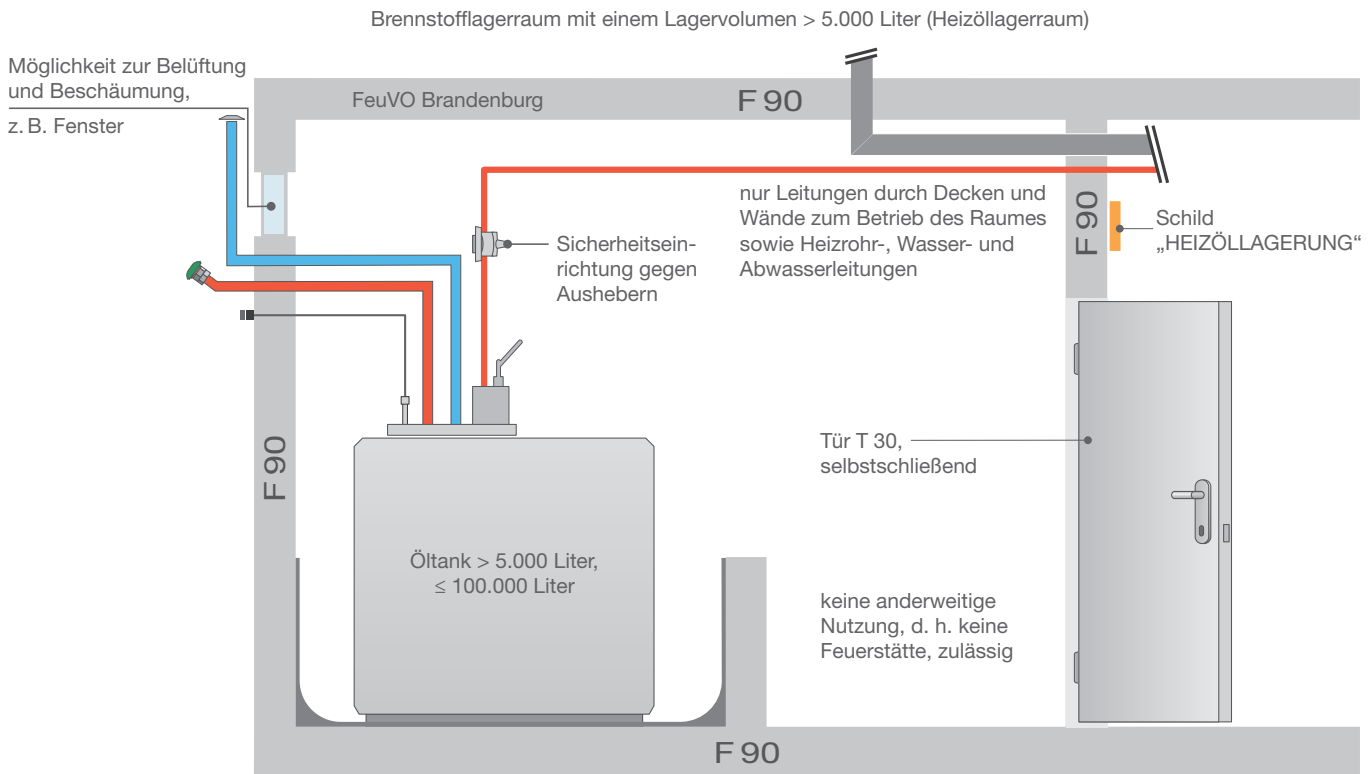 Brennstofflagerraum mit einem Lagervolumen > 5.000 Liter (Heizöllagerraum)
Möglichkeit zur Belüftung
und Beschäumung,
z. B. Fenster
FeuVO Brandenburg
F 90
nur Leitungen durch Decken und
Wände zum Betrieb des Raumes
sowie Heizrohr-, Wasser- und
Abwasserleitungen
F 90
Schild
„HEIZÖLLAGERUNG“
Sicherheitsein-
richtung gegen
Aushebern
F 90
Tür T 30,
selbstschließend
Öltank > 5.000 Liter,
≤ 100.000 Liter
keine anderweitige
Nutzung, d. h. keine
Feuerstätte, zulässig
F 90